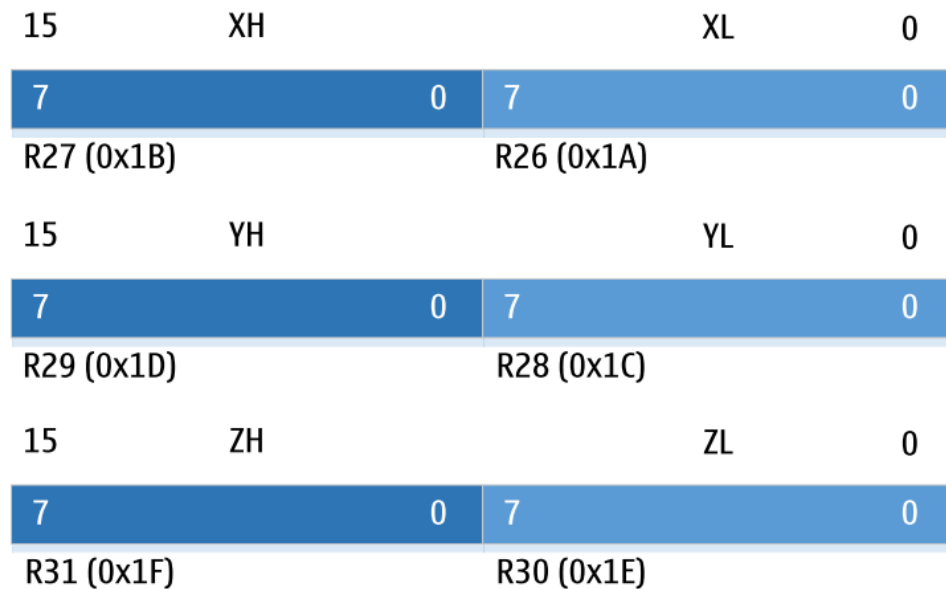 15 XH XL 0
7 0 7 0
R27 (0x1B) R26 (0x1A)
15 YH YL 0
7 0 7 0
R29 (0x1D) R28 (0x1C)
15 ZH ZL 0
7 0 7 0
R31 (0x1F) R30 (0x1E)